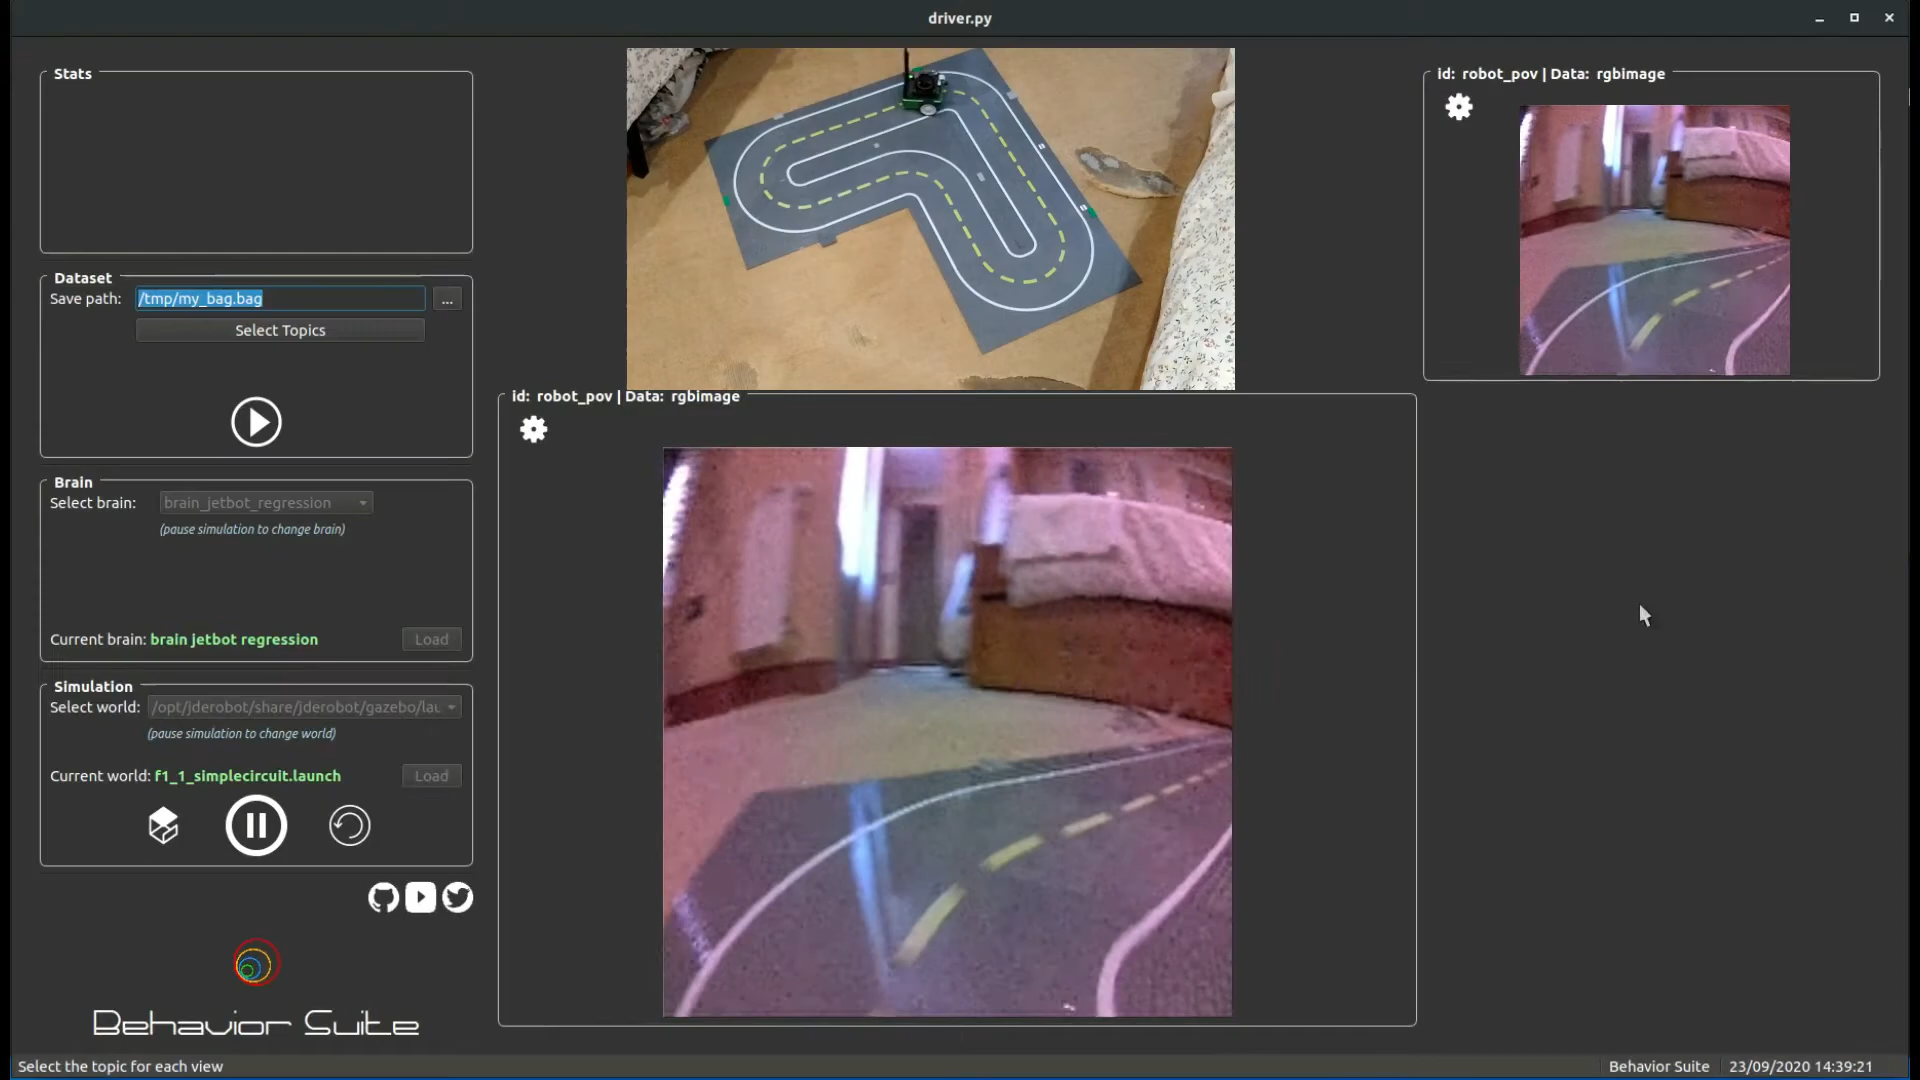 driver.py
Stats
Dataset
Save path: /tmp/my_bag.bag ...
Select Topics
Brain
Select brain: brain_jetbot_regression
(pause simulation to change brain)
Current brain: brain jetbot regression Load
Simulation
Select world: /opt/jderobot/share/jderobot/gazebo/lau
(pause simulation to change world)
Current world: f1_1_simplecircuit.launch Load
Behavior Suite
id: robot_pov | Data: rgbimage
id: robot_pov | Data: rgbimage
Select the topic for each view
Behavior Suite 23/09/2020 14:39:21